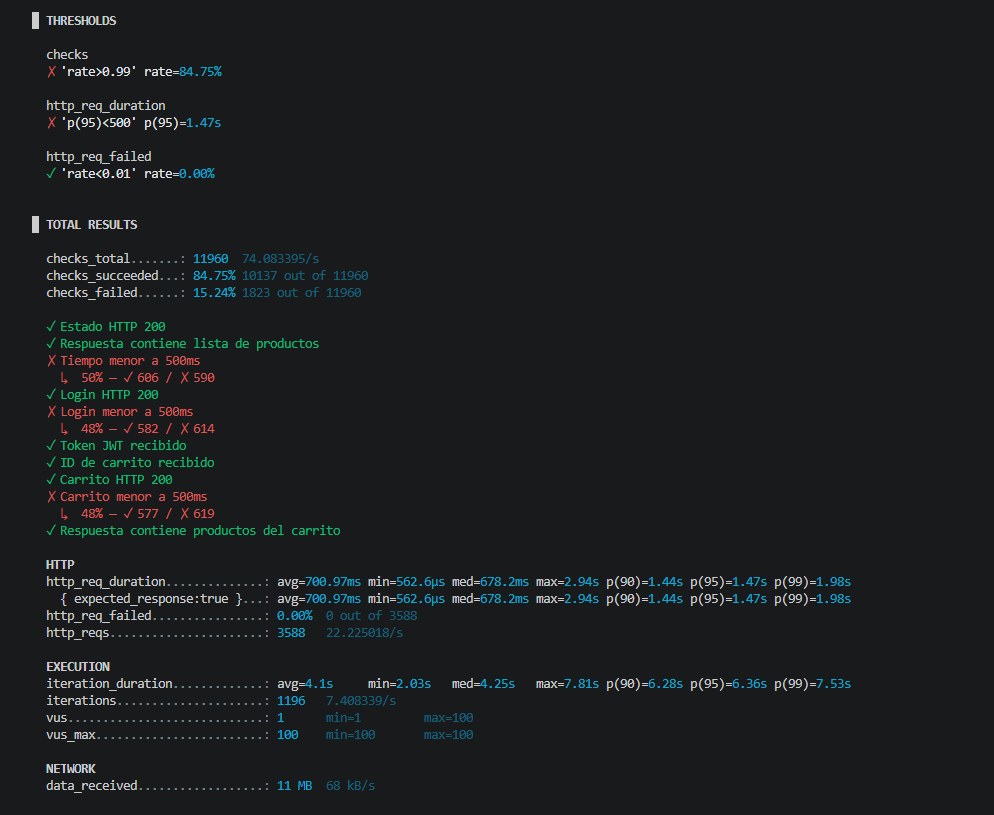 THRESHOLDS
checks
✗ 'rate>0.99' rate=84.75%
http_req_duration
✗ 'p(95)<500' p(95)=1.47s
http_req_failed
✓ 'rate<0.01' rate=0.00%
TOTAL RESULTS
checks_total.......: 11960 74.083395/s
checks_succeeded...: 84.75% 10137 out of 11960
checks_failed......: 15.24% 1823 out of 11960
✓ Estado HTTP 200
✓ Respuesta contiene lista de productos
✗ Tiempo menor a 500ms
↳ 50% — ✓ 606 / ✗ 590
✓ Login HTTP 200
✗ Login menor a 500ms
↳ 48% — ✓ 582 / ✗ 614
✓ Token JWT recibido
✓ ID de carrito recibido
✓ Carrito HTTP 200
✗ Carrito menor a 500ms
↳ 48% — ✓ 577 / ✗ 619
✓ Respuesta contiene productos del carrito
HTTP
http_req_duration..............: avg=700.97ms min=562.6µs med=678.2ms max=2.94s p(90)=1.44s p(95)=1.47s p(99)=1.98s
{ expected_response:true }...: avg=700.97ms min=562.6µs med=678.2ms max=2.94s p(90)=1.44s p(95)=1.47s p(99)=1.98s
http_req_failed................: 0.00% 0 out of 3588
http_reqs......................: 3588 22.225018/s
EXECUTION
iteration_duration.............: avg=4.1s min=2.03s med=4.25s max=7.81s p(90)=6.28s p(95)=6.36s p(99)=7.53s
iterations.....................: 1196 7.408339/s
vus............................: 1 min=1 max=100
vus_max........................: 100 min=100 max=100
NETWORK
data_received..................: 11 MB 68 kB/s